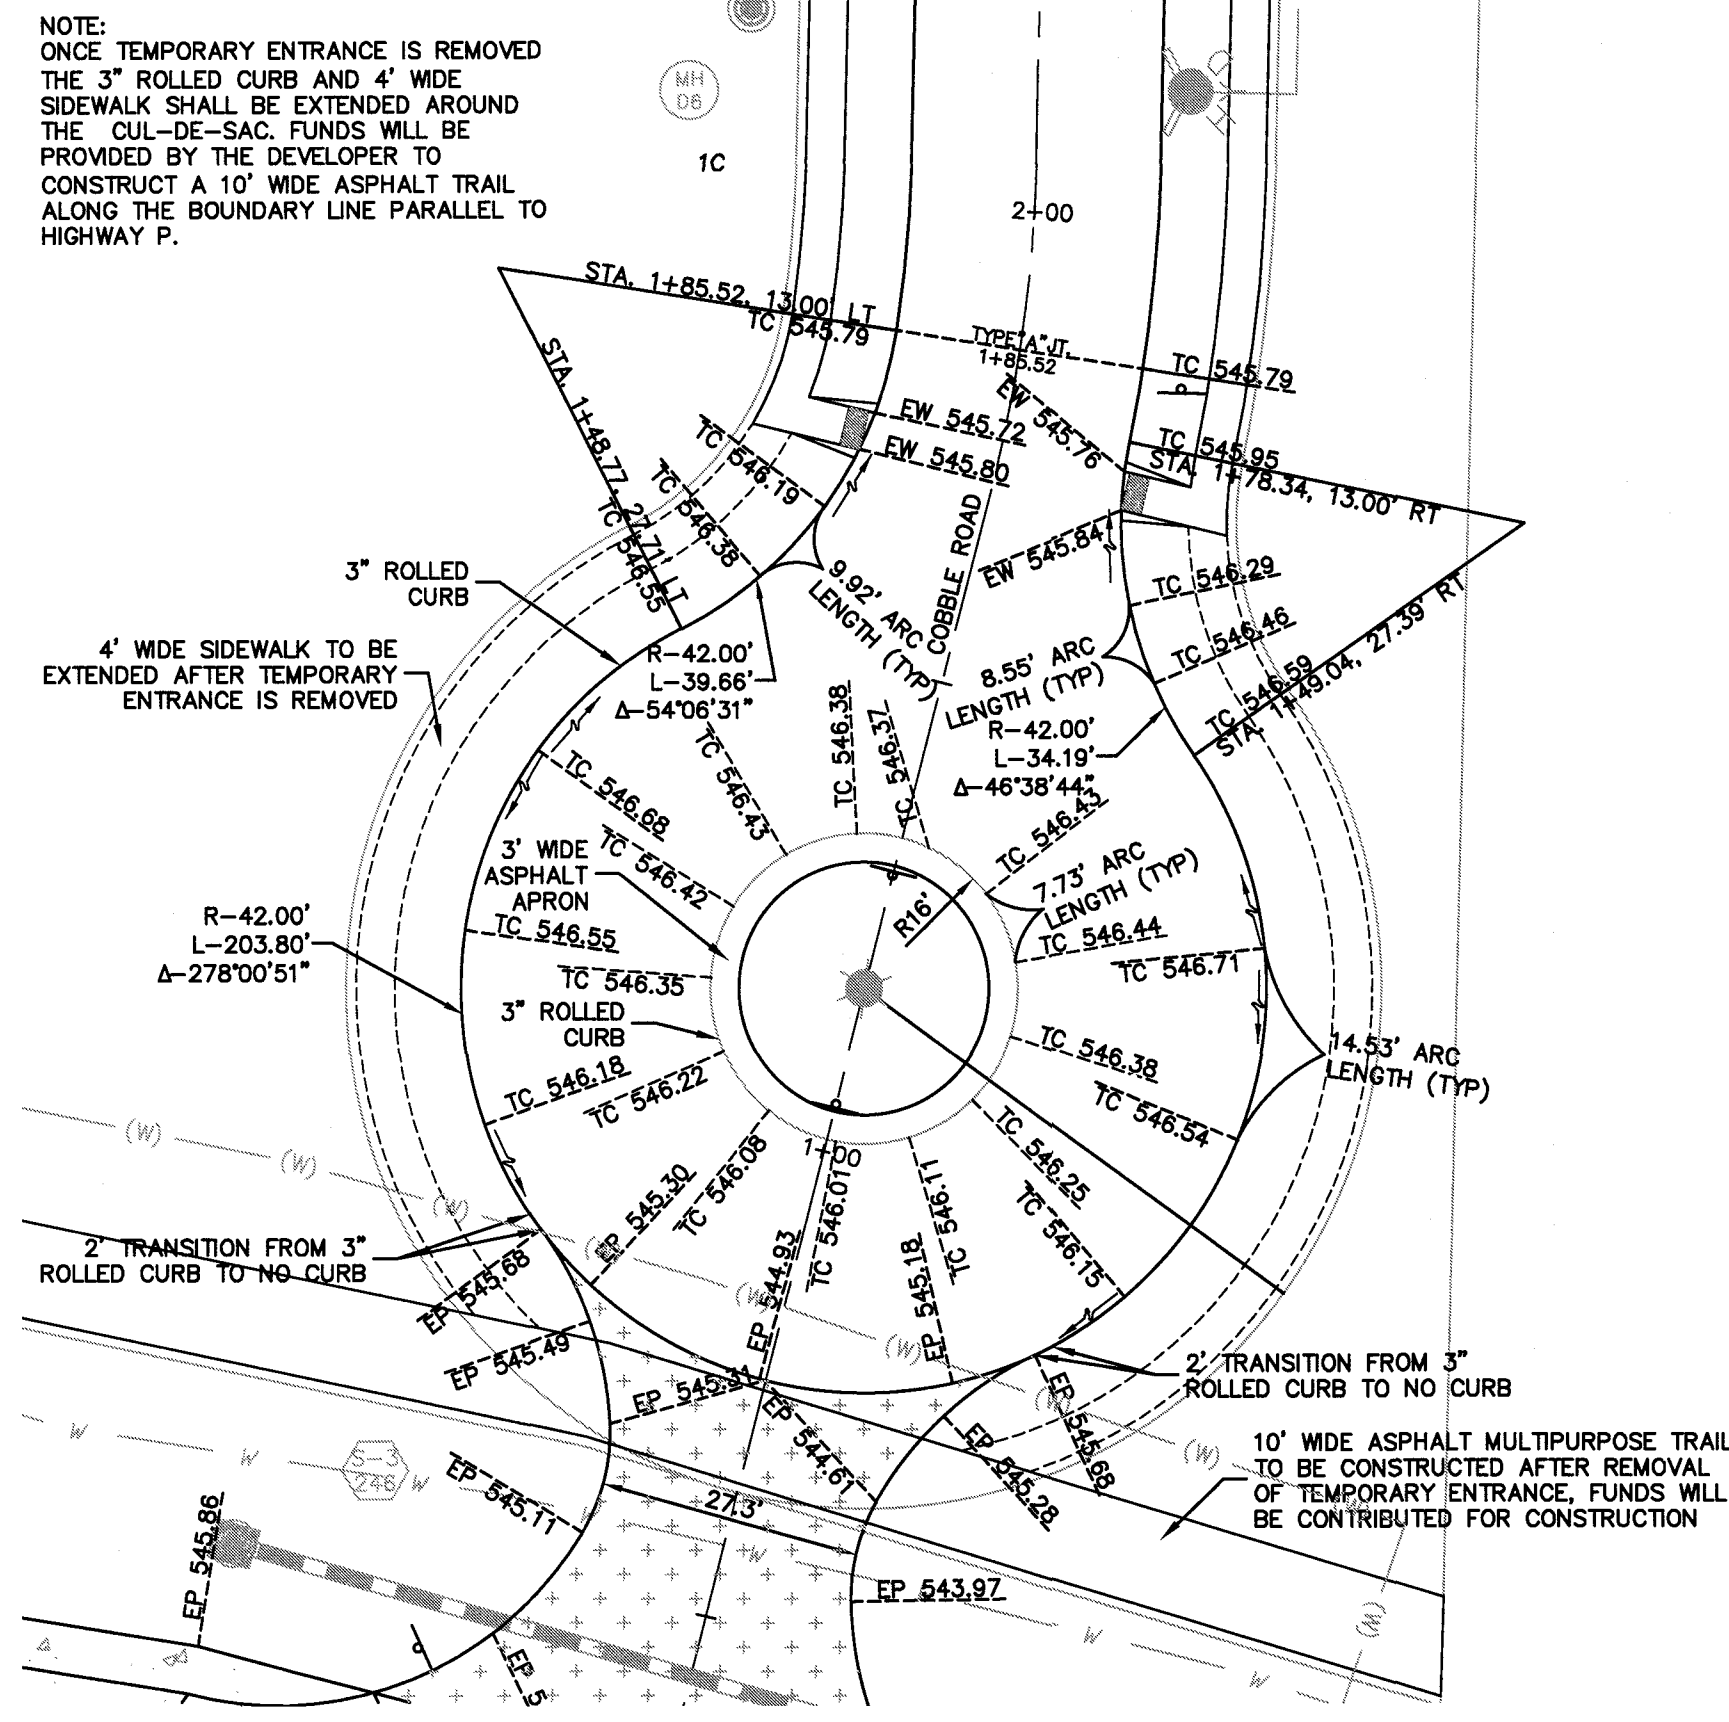 NOTE:
ONCE TEMPORARY ENTRANCE IS REMOVED
THE 3" ROLLED CURB AND 4' WIDE
SIDEWALK SHALL BE EXTENDED AROUND
THE CUL-DE-SAC. FUNDS WILL BE
PROVIDED BY THE DEVELOPER TO
CONSTRUCT A 10' WIDE ASPHALT TRAIL
ALONG THE BOUNDARY LINE PARALLEL TO
HIGHWAY P.
MH
D6
1C
2+00
STA. 1+85.52, 13.00' LT
TC 545.79
TYPE "A" JT.
1+85.52
TC 545.79
STA. 1+48.77, 27.71' LT
TC 546.55
TC 546.38
TC 546.19
EW 545.72
EW 545.80
EW 545.76
TC 545.95
STA. 1+78.34, 13.00' RT
EW 545.84
TC 546.29
TC 546.46
TC 546.59
STA. 1+49.04, 27.39' RT
COBBLE ROAD
3" ROLLED
CURB
4' WIDE SIDEWALK TO BE
EXTENDED AFTER TEMPORARY
ENTRANCE IS REMOVED
9.92' ARC
LENGTH (TYP)
8.55' ARC
LENGTH (TYP)
R-42.00'
L-39.66'
Δ-54°06'31"
R-42.00'
L-34.19'
Δ-46°38'44"
TC 546.68
TC 546.43
TC 546.38
TC 546.37
TC 546.43
TC 546.42
3' WIDE
ASPHALT
APRON
R16'
7.73' ARC
LENGTH (TYP)
R-42.00'
L-203.80'
Δ-278°00'51"
TC 546.55
TC 546.35
TC 546.44
TC 546.71
3" ROLLED
CURB
TC 546.18
TC 546.22
TC 546.38
TC 546.54
14.53' ARC
LENGTH (TYP)
1+00
EP 545.30
TC 546.08
EP 544.93
TC 546.01
EP 545.18
TC 546.11
TC 546.25
TC 546.15
(W)
(W)
(W)
(W)
(W)
(W)
(W)
(W)
(W)
2' TRANSITION FROM 3"
ROLLED CURB TO NO CURB
EP 545.68
EP 545.49
EP 545.31
EP 544.61
EP 545.28
EP 545.68
2' TRANSITION FROM 3"
ROLLED CURB TO NO CURB
10' WIDE ASPHALT MULTIPURPOSE TRAIL
TO BE CONSTRUCTED AFTER REMOVAL
OF TEMPORARY ENTRANCE, FUNDS WILL
BE CONTRIBUTED FOR CONSTRUCTION
W
W
S-3
246
W
EP 545.11
27.3'
W
EP 545.86
EP 543.97
W
W
EP 5